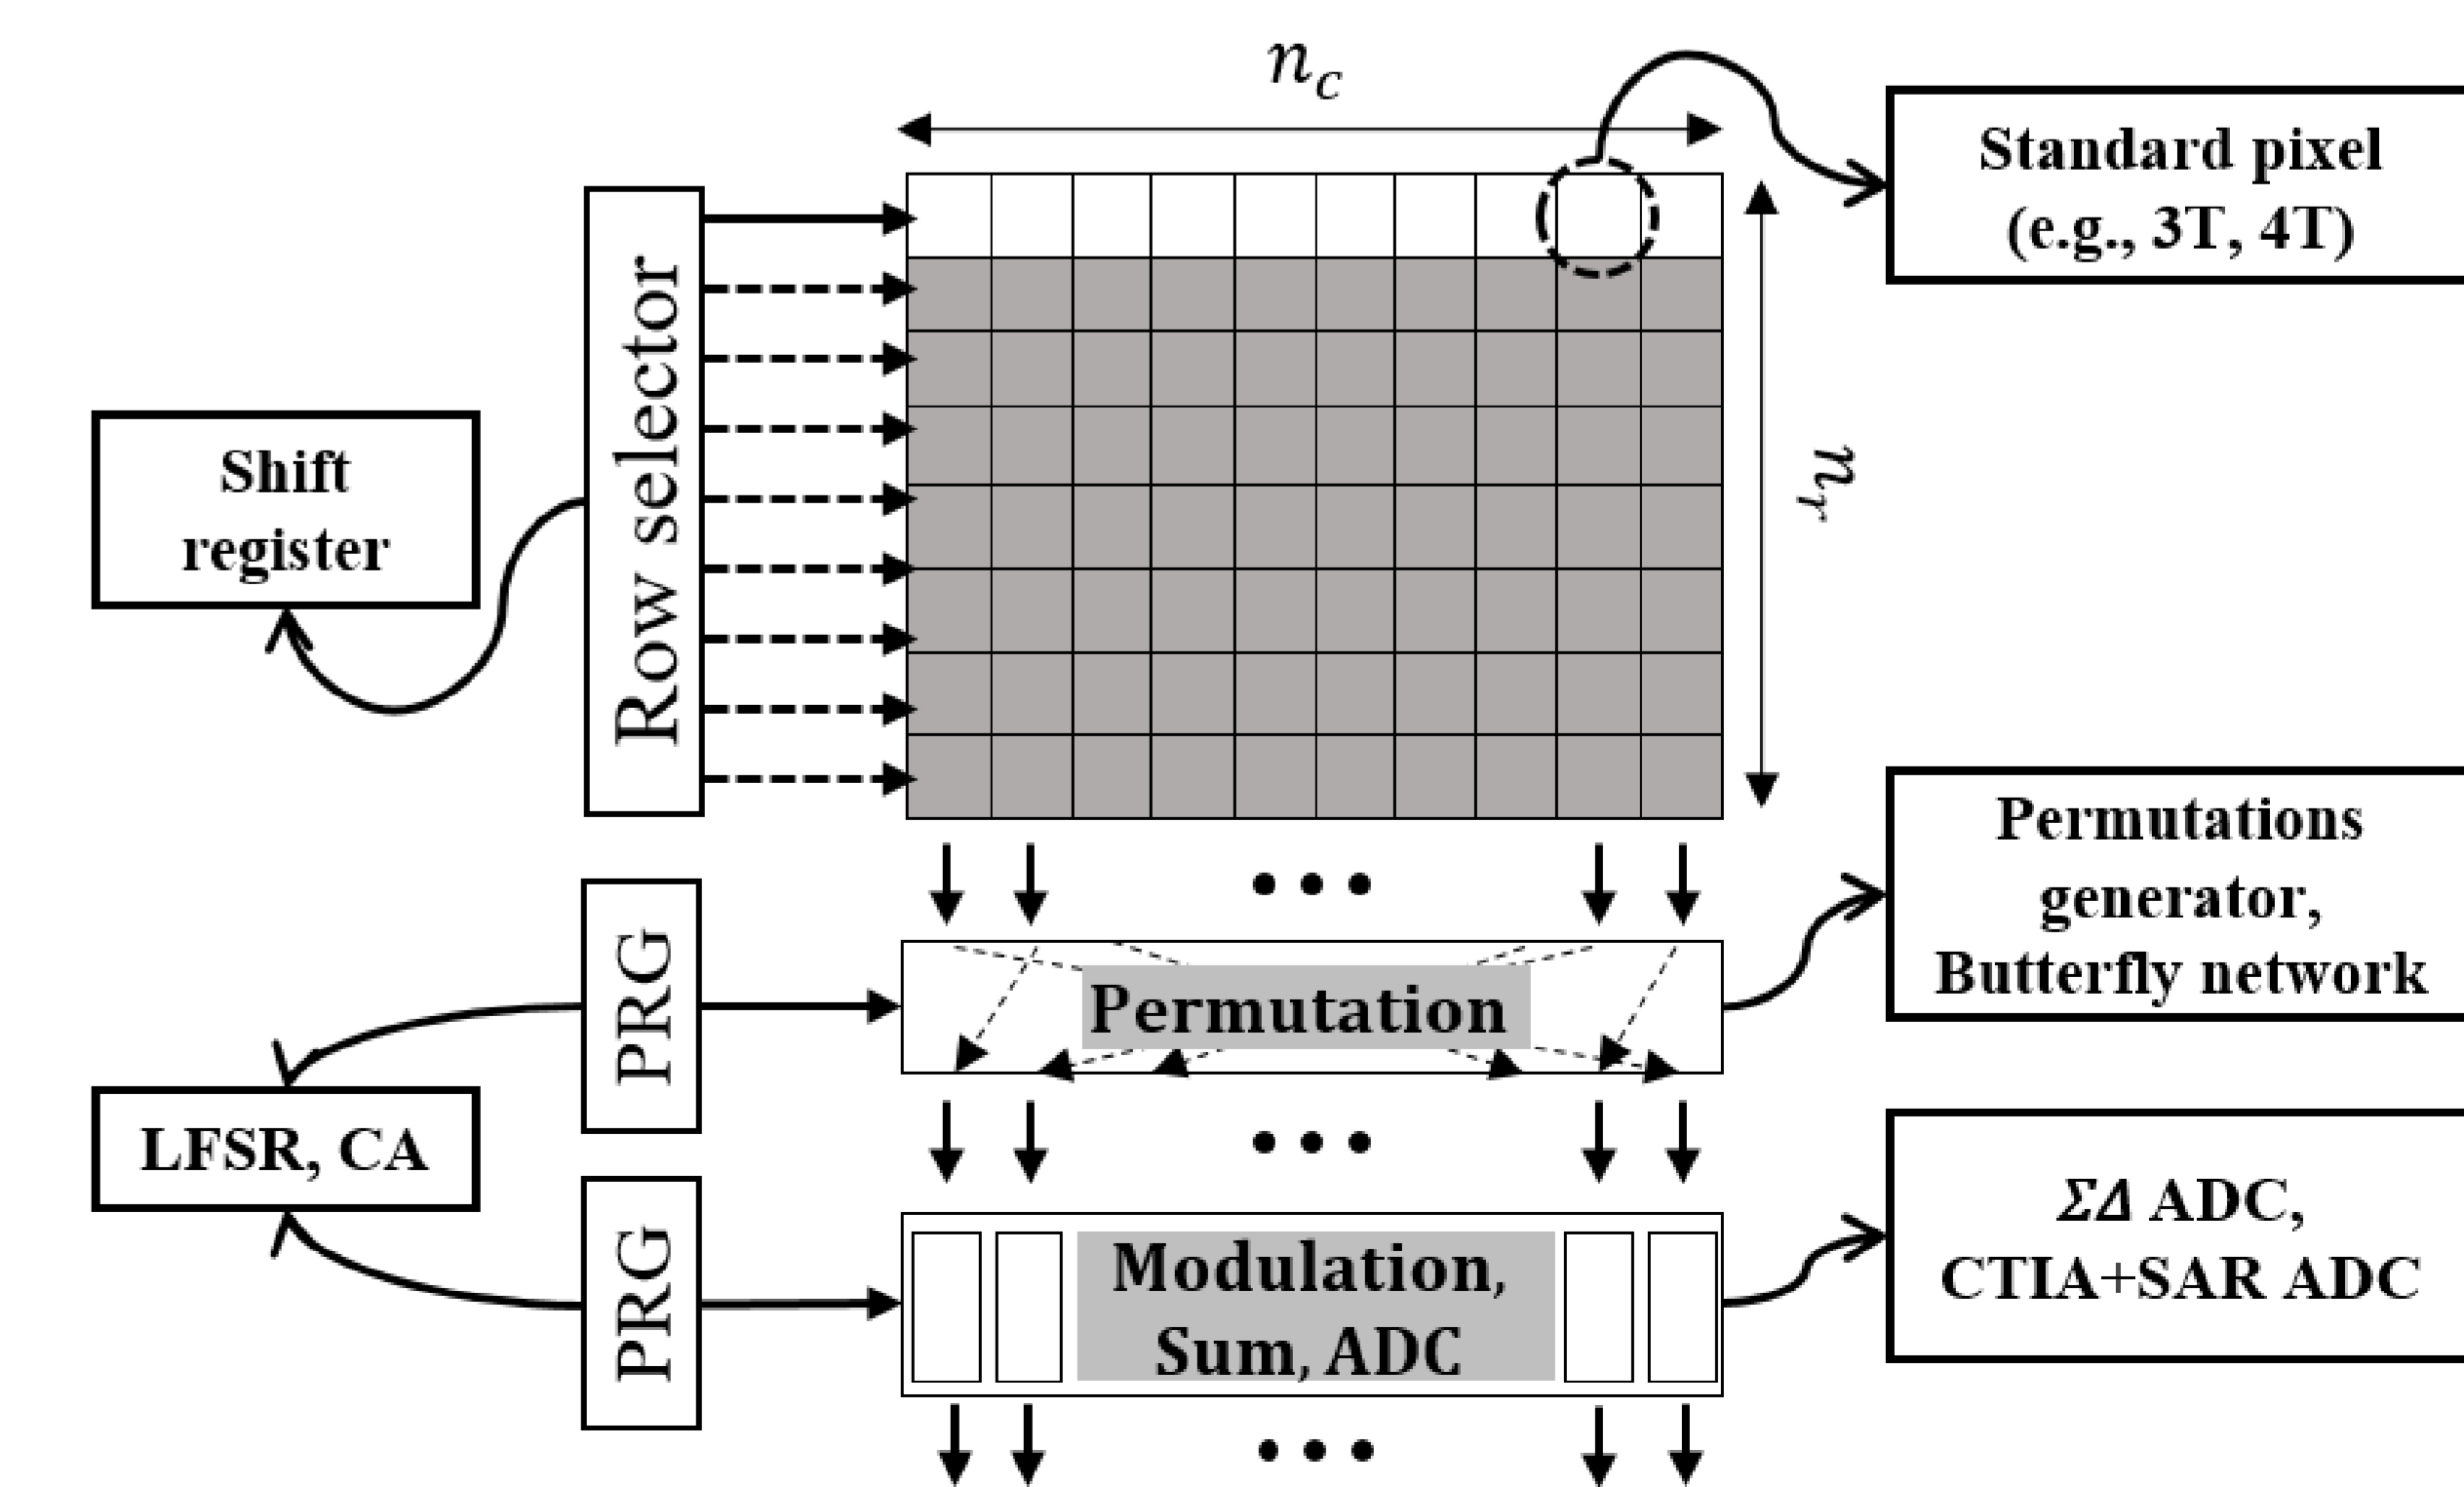 n_c
Standard pixel
(e.g., 3T, 4T)
Row selector
Shift
register
n_r
Permutations
generator,
Butterfly network
PRG
Permutation
LFSR, CA
PRG
Modulation,
Sum, ADC
ΣΔ ADC,
CTIA+SAR ADC